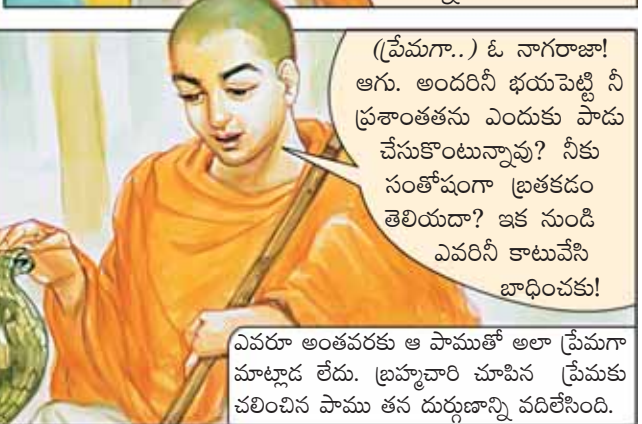 (ప్రేమగా..) ఓ నాగరాజా!
ఆగు. అందరినీ భయపెట్టి నీ
ప్రశాంతతను ఎందుకు పాడు
చేసుకొంటున్నావు? నీకు
సంతోషంగా బ్రతకడం
తెలియదా? ఇక నుండి
ఎవరినీ కాటువేసి
బాధించకు!
ఎవరూ అంతవరకు ఆ పాముతో అలా ప్రేమగా
మాట్లాడ లేదు. బ్రహ్మచారి చూపిన ప్రేమకు
చలించిన పాము తన దుర్గుణాన్ని వదిలేసింది.